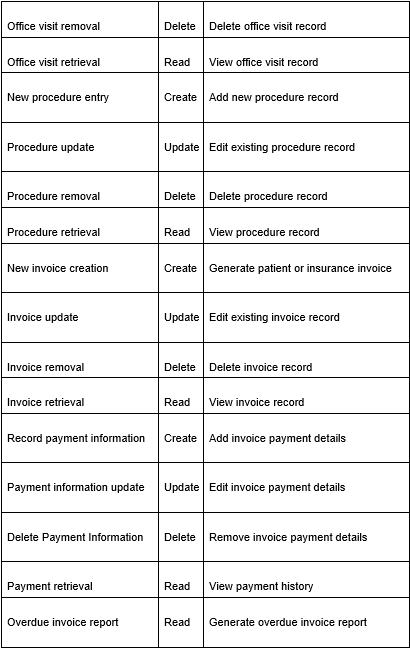 Office visit removal Delete Delete office visit record
Office visit retrieval Read View office visit record
New procedure entry Create Add new procedure record
Procedure update Update Edit existing procedure record
Procedure removal Delete Delete procedure record
Procedure retrieval Read View procedure record
New invoice creation Create Generate patient or insurance invoice
Invoice update Update Edit existing invoice record
Invoice removal Delete Delete invoice record
Invoice retrieval Read View invoice record
Record payment information Create Add invoice payment details
Payment information update Update Edit invoice payment details
Delete Payment Information Delete Remove invoice payment details
Payment retrieval Read View payment history
Overdue invoice report Read Generate overdue invoice report